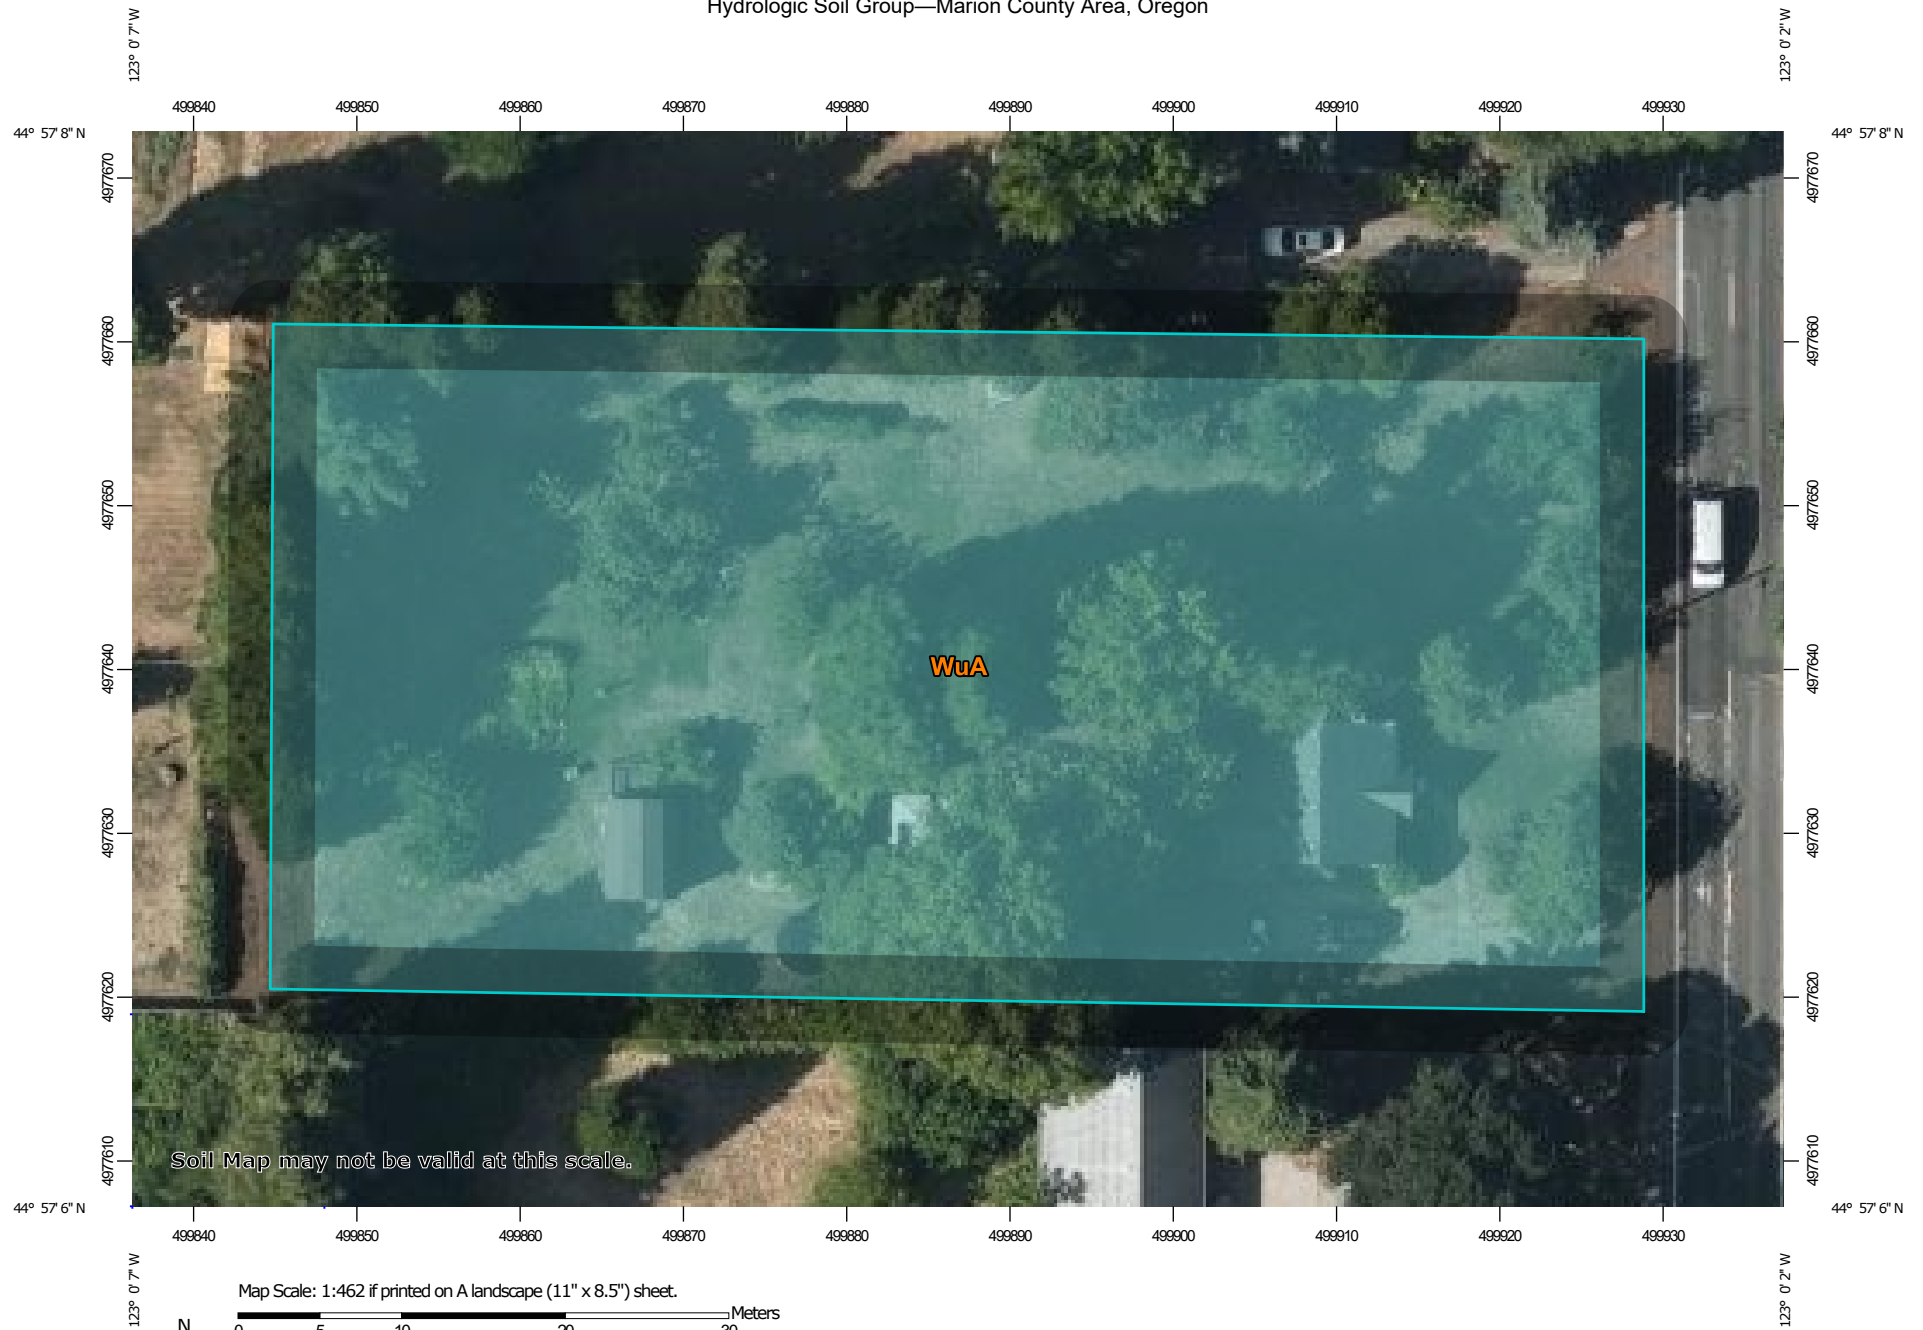 Hydrologic Soil Group—Marion County Area, Oregon
123° 0' 7" W
123° 0' 2" W
499840 499850 499860 499870 499880 499890 499900 499910 499920 499930
44° 57' 8" N
44° 57' 8" N
4977670
4977670
4977660
4977660
4977650
4977650
WuA
4977640
4977640
4977630
4977630
4977620
4977620
4977610
4977610
Soil Map may not be valid at this scale.
44° 57' 6" N
44° 57' 6" N
499840 499850 499860 499870 499880 499890 499900 499910 499920 499930
123° 0' 7" W
123° 0' 2" W
Map Scale: 1:462 if printed on A landscape (11" x 8.5") sheet.
Meters
N
0 5 10 20 30